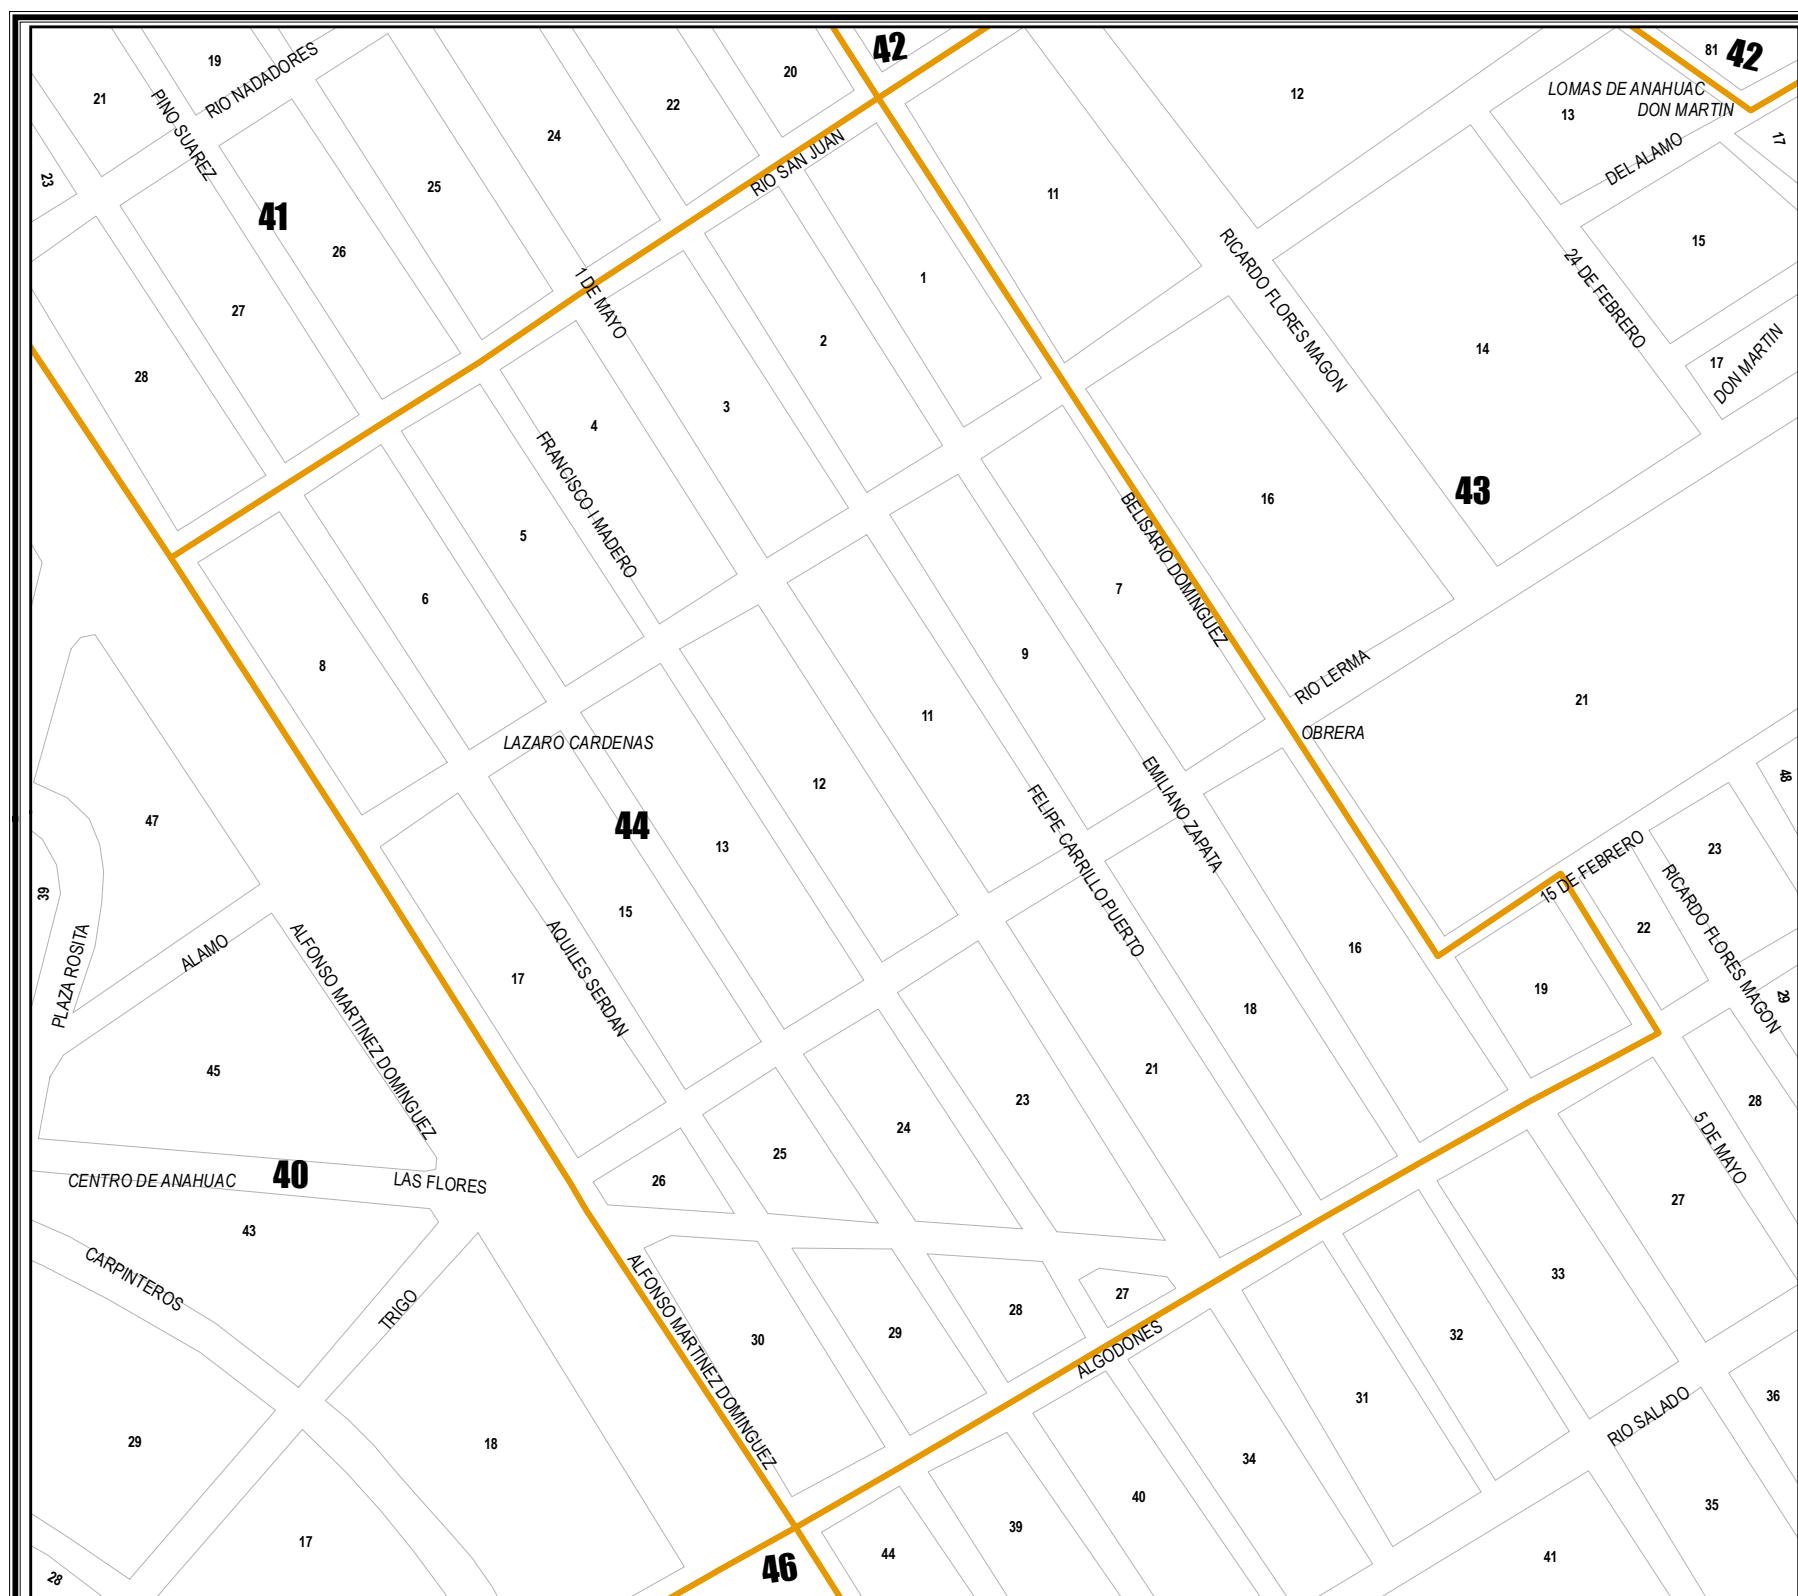 42
42
81
19
20
RIO NADADORES
21
PINO SUAREZ
22
12
LOMAS DE ANAHUAC
DON MARTIN
13
24
17
RIO SAN JUAN
DEL ALAMO
23
25
11
41
26
RICARDO FLORES MAGON
15
24 DE FEBRERO
1 DE MAYO
1
27
2
14
28
17
DON MARTIN
3
4
FRANCISCO I MADERO
43
16
BELISARIO DOMINGUEZ
5
7
6
9
8
RIO LERMA
21
11
OBRERA
LAZARO CARDENAS
EMILIANO ZAPATA
48
12
FELIPE CARRILLO PUERTO
47
44
13
15 DE FEBRERO
23
39
RICARDO FLORES MAGON
15
AQUILES SERDAN
PLAZA ROSITA
ALAMO
ALFONSO MARTINEZ DOMINGUEZ
22
16
17
19
29
18
45
21
23
28
24
5 DE MAYO
25
CENTRO DE ANAHUAC
40
LAS FLORES
26
27
43
CARPINTEROS
TRIGO
ALFONSO MARTINEZ DOMINGUEZ
33
27
28
29
30
32
ALGODONES
31
36
RIO SALADO
29
18
34
40
35
39
17
44
41
46
28